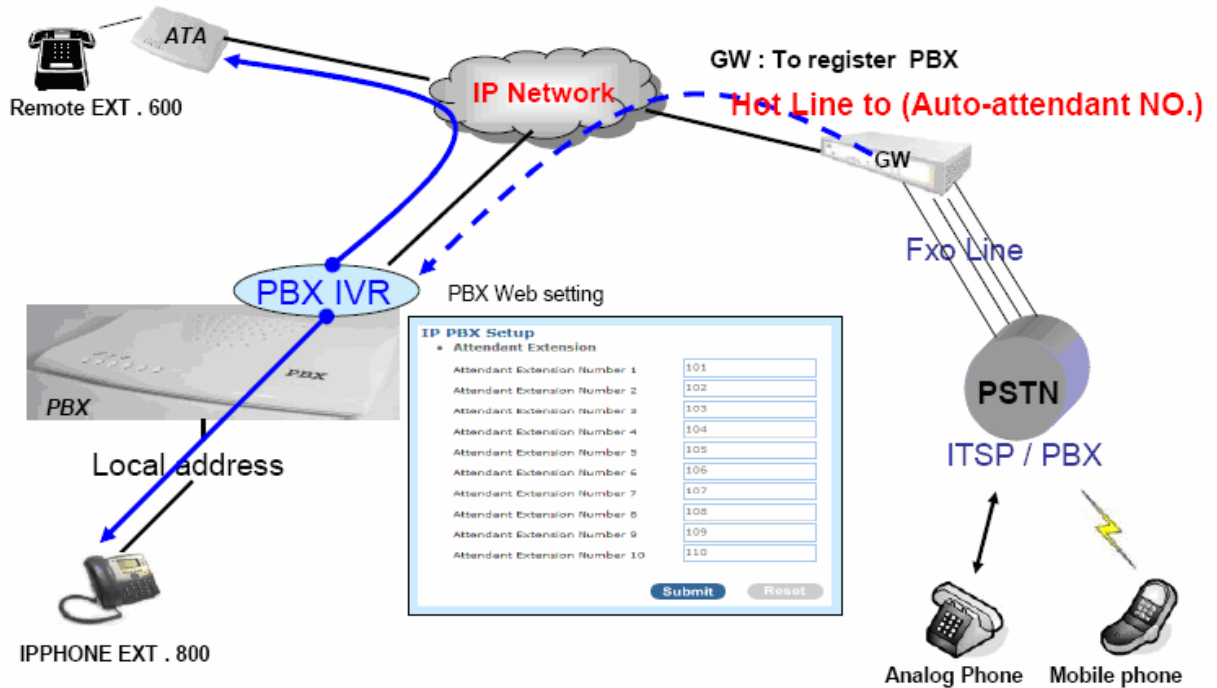 ATA
Remote EXT . 600
IP Network
GW : To register PBX
Hot Line to (Auto-attendant NO.)
GW
Fxo Line
PBX IVR
PBX Web setting
PBX
PBX
Local address
IPPHONE EXT . 800
IP PBX Setup
• Attendant Extension
Attendant Extension Number 1 101
Attendant Extension Number 2 102
Attendant Extension Number 3 103
Attendant Extension Number 4 104
Attendant Extension Number 5 105
Attendant Extension Number 6 106
Attendant Extension Number 7 107
Attendant Extension Number 8 108
Attendant Extension Number 9 109
Attendant Extension Number 10 110
Submit Reset
PSTN
ITSP / PBX
Analog Phone
Mobile phone